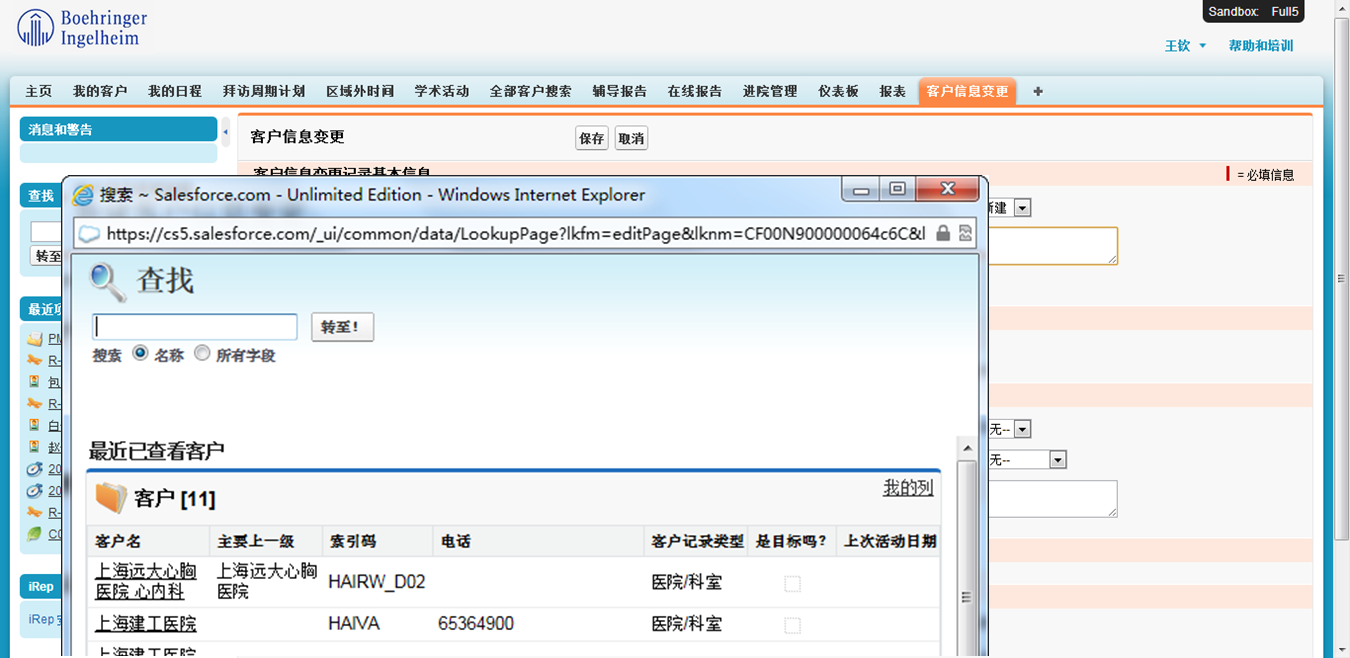 Boehringer
Ingelheim
Sandbox: Full5
王钦 帮助和培训
主页 我的客户 我的日程 拜访周期计划 区域外时间 学术活动 全部客户搜索 辅导报告 在线报告 进院管理 仪表板 报表 客户信息变更 +
消息和警告
客户信息变更 保存 取消
客户信息变更记录基本信息
= 必填信息
查找
转至
最近项
PM
R-
包
R-
白
赵
20
20
R-
CO
iRep
iRep
新建
无--
无--
搜索 ~ Salesforce.com - Unlimited Edition - Windows Internet Explorer
https://cs5.salesforce.com/_ui/common/data/LookupPage?lkfm=editPage&lknm=CF00N900000064c6C&l
查找
转至!
搜索 名称 所有字段
最近已查看客户
客户 [11] 我的列
客户名 主要上一级 索引码 电话 客户记录类型 是目标吗? 上次活动日期
上海远大心胸 上海远大心胸
医院 心内科 医院 HAIRW_D02 医院/科室
上海建工医院 HAIVA 65364900 医院/科室
上海建工医院